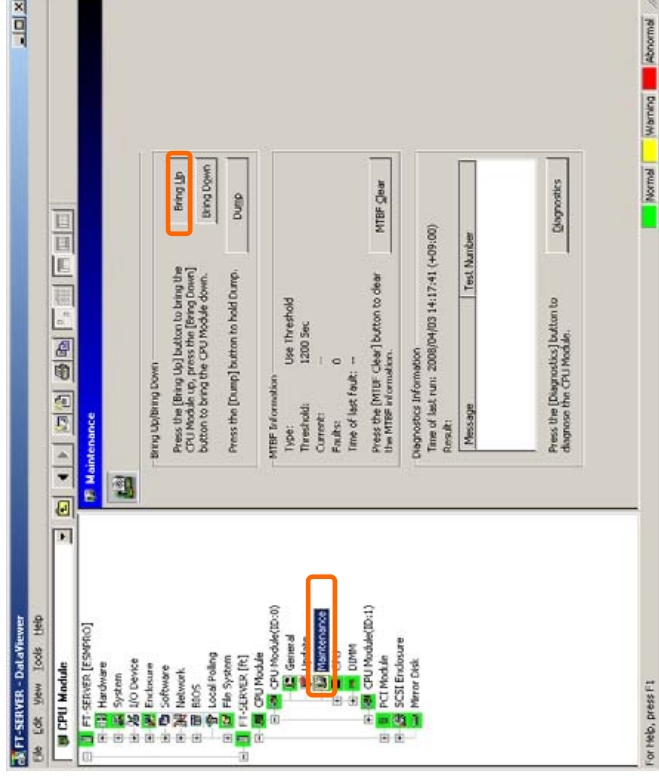 FT-SERVER - DataViewer
File Edit View Tools Help
CPU Module
FT-SERVER [ESMPRO]
Hardware
System
I/O Device
Enclosure
Software
Network
BIOS
Local Polling
File System
FT-SERVER [ft]
CPU Module
CPU Module(ID:0)
General
Update
Maintenance
CPU
DIMM
CPU Module(ID:1)
PCI Module
SCSI Enclosure
Mirror Disk
Maintenance
Bring Up/Bring Down
Press the [Bring Up] button to bring the
CPU Module up, press the [Bring Down]
button to bring the CPU Module down.
Bring Up
Bring Down
Press the [Dump] button to hold Dump.
Dump
MTBF Information
Type: Use Threshold
Threshold: 1200 Sec
Current: --
Faults: 0
Time of last fault: --
Press the [MTBF Clear] button to clear
the MTBF information.
MTBF Clear
Diagnostics Information
Time of last run: 2008/04/03 14:17:41 (+09:00)
Result:
Message Test Number
Press the [Diagnostics] button to
diagnose the CPU Module.
Diagnostics
For Help, press F1
Normal Warning Abnormal